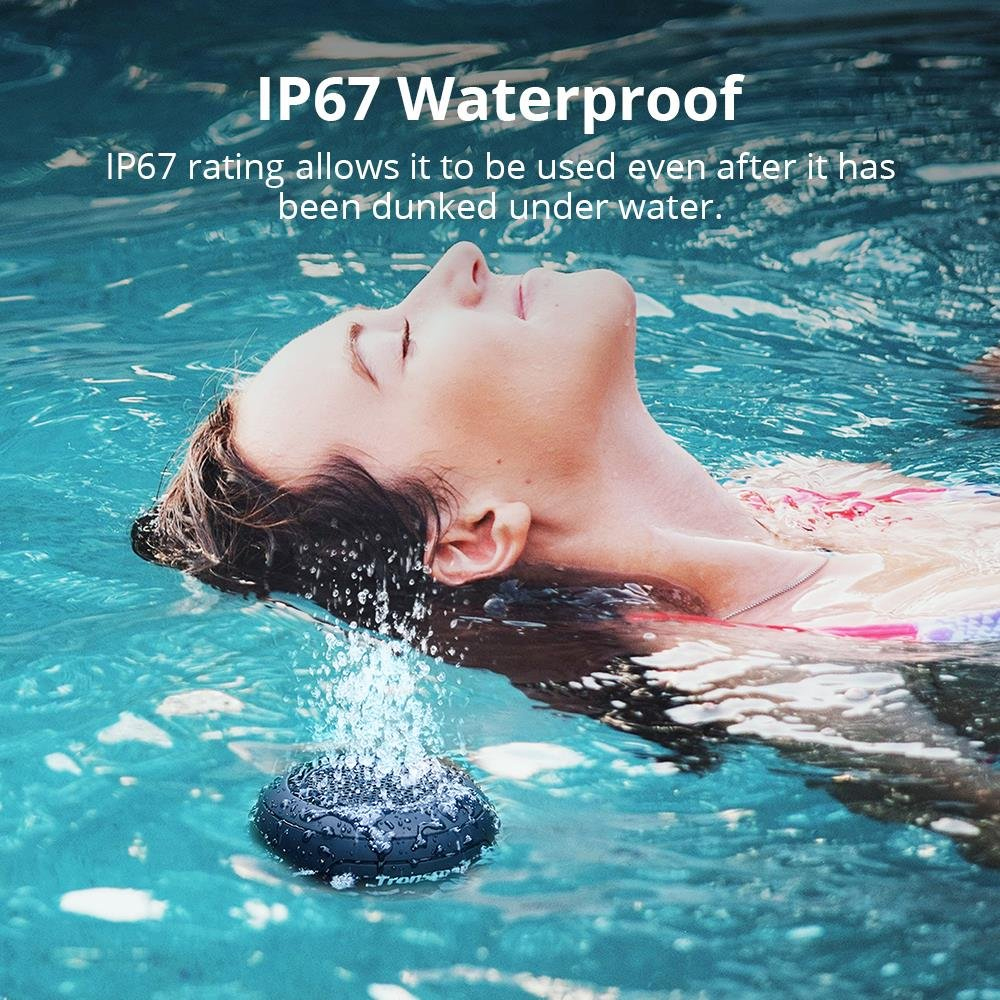 IP67 Waterproof
IP67 rating allows it to be used even after it has
been dunked under water.